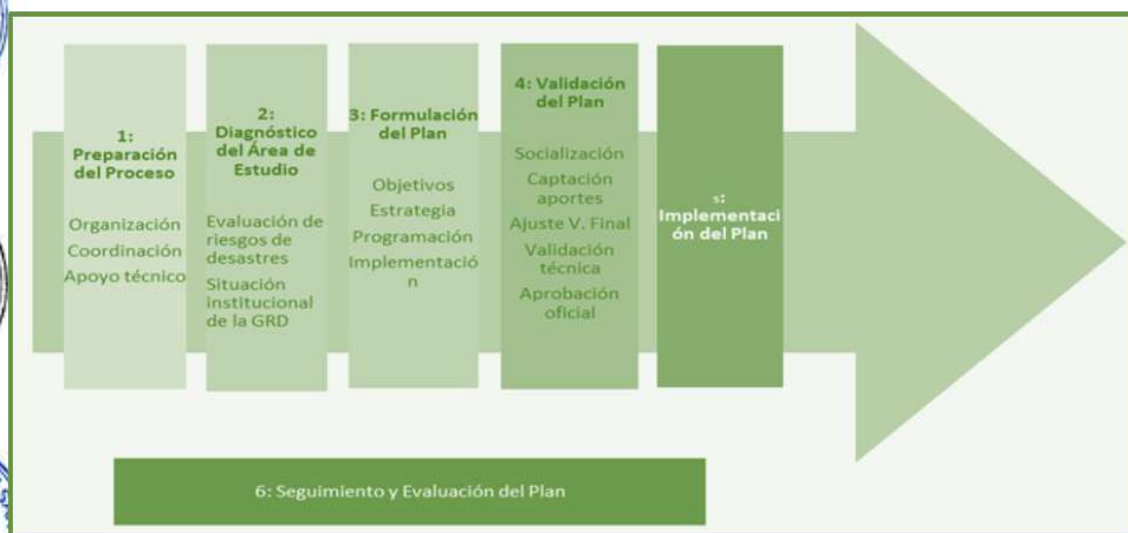 1:
Preparación
del Proceso
Organización
Coordinación
Apoyo técnico
2:
Diagnóstico
del Área de
Estudio
Evaluación de
riesgos de
desastres
Situación
institucional
de la GRD
3: Formulación
del Plan
Objetivos
Estrategia
Programación
Implementació
n
4: Validación
del Plan
Socialización
Captación
aportes
Ajuste V. Final
Validación
técnica
Aprobación
oficial
5:
Implementaci
ón del Plan
6: Seguimiento y Evaluación del Plan